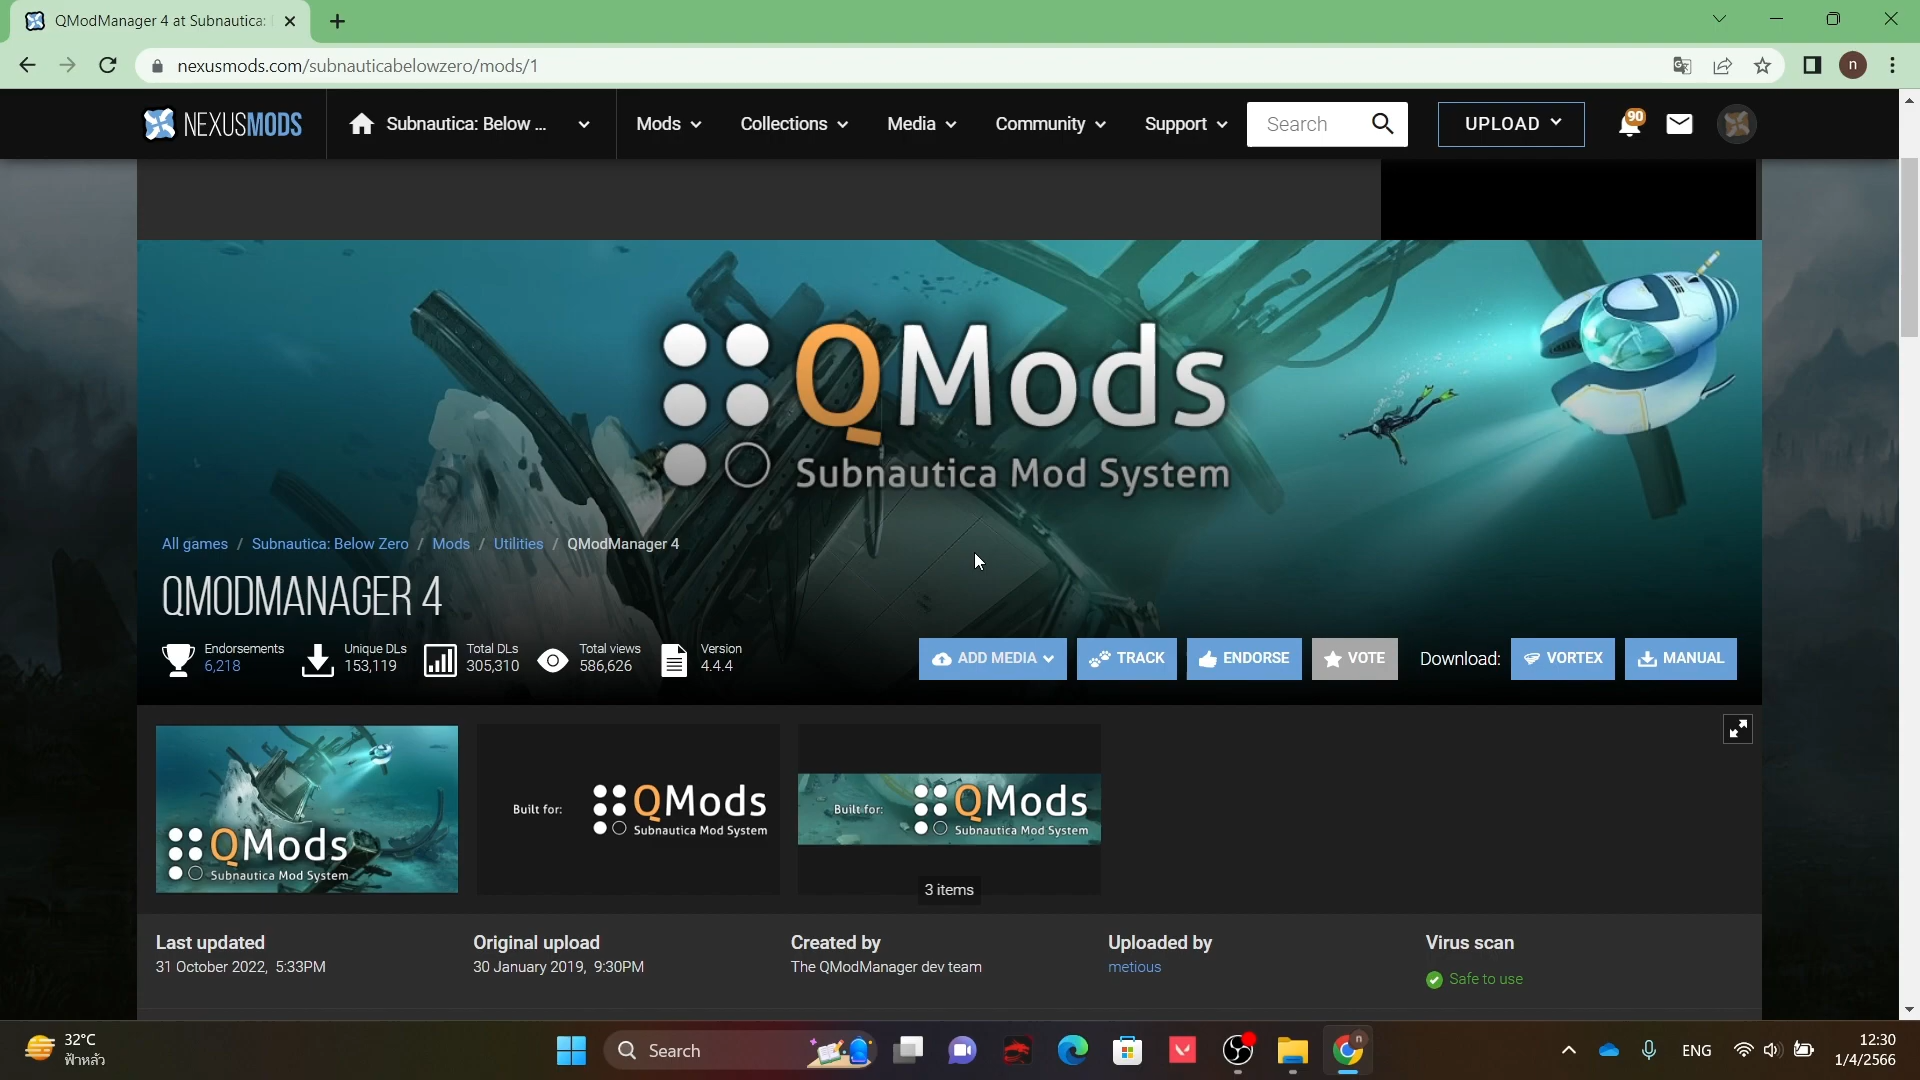 QModManager 4 at Subnautica:
nexusmods.com/subnauticabelowzero/mods/1
n
NEXUSMODS
Subnautica: Below ...
Mods
Collections
Media
Community
Support
Search
UPLOAD
90
QMods
Subnautica Mod System
All games / Subnautica: Below Zero / Mods / Utilities / QModManager 4
QMODMANAGER 4
Endorsements
6,218
Unique DLs
153,119
Total DLs
305,310
Total views
586,626
Version
4.4.4
ADD MEDIA
TRACK
ENDORSE
VOTE
Download:
VORTEX
MANUAL
QMods
Subnautica Mod System
Built for:
QMods
Subnautica Mod System
Built for:
QMods
Subnautica Mod System
3 items
Last updated
31 October 2022, 5:33PM
Original upload
30 January 2019, 9:30PM
Created by
The QModManager dev team
Uploaded by
metious
Virus scan
Safe to use
32°C
ฟ้าหลัว
Search
n
ENG
12:30
1/4/2566